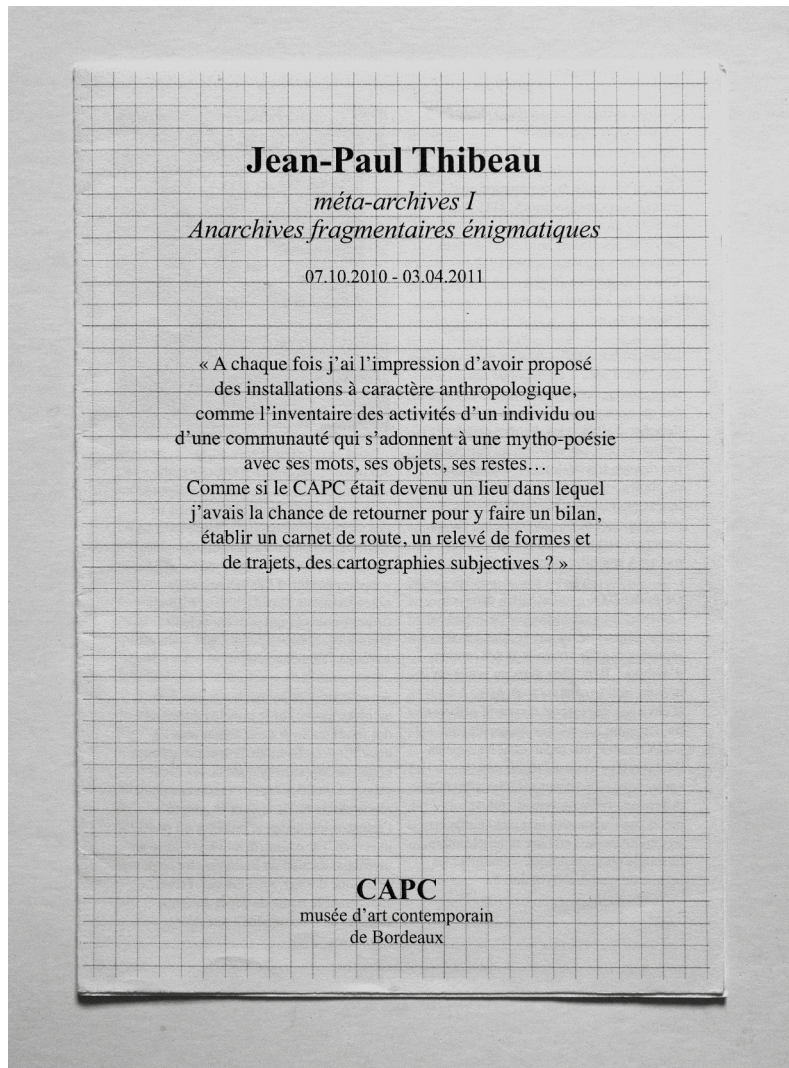 Jean-Paul Thibeau
méta-archives I
Anarchives fragmentaires énigmatiques
07.10.2010 - 03.04.2011
« A chaque fois j’ai l’impression d’avoir proposé
des installations à caractère anthropologique,
comme l’inventaire des activités d’un individu ou
d’une communauté qui s’adonnent à une mytho-poésie
avec ses mots, ses objets, ses restes…
Comme si le CAPC était devenu un lieu dans lequel
j’avais la chance de retourner pour y faire un bilan,
établir un carnet de route, un relevé de formes et
de trajets, des cartographies subjectives ? »
CAPC
musée d’art contemporain
de Bordeaux